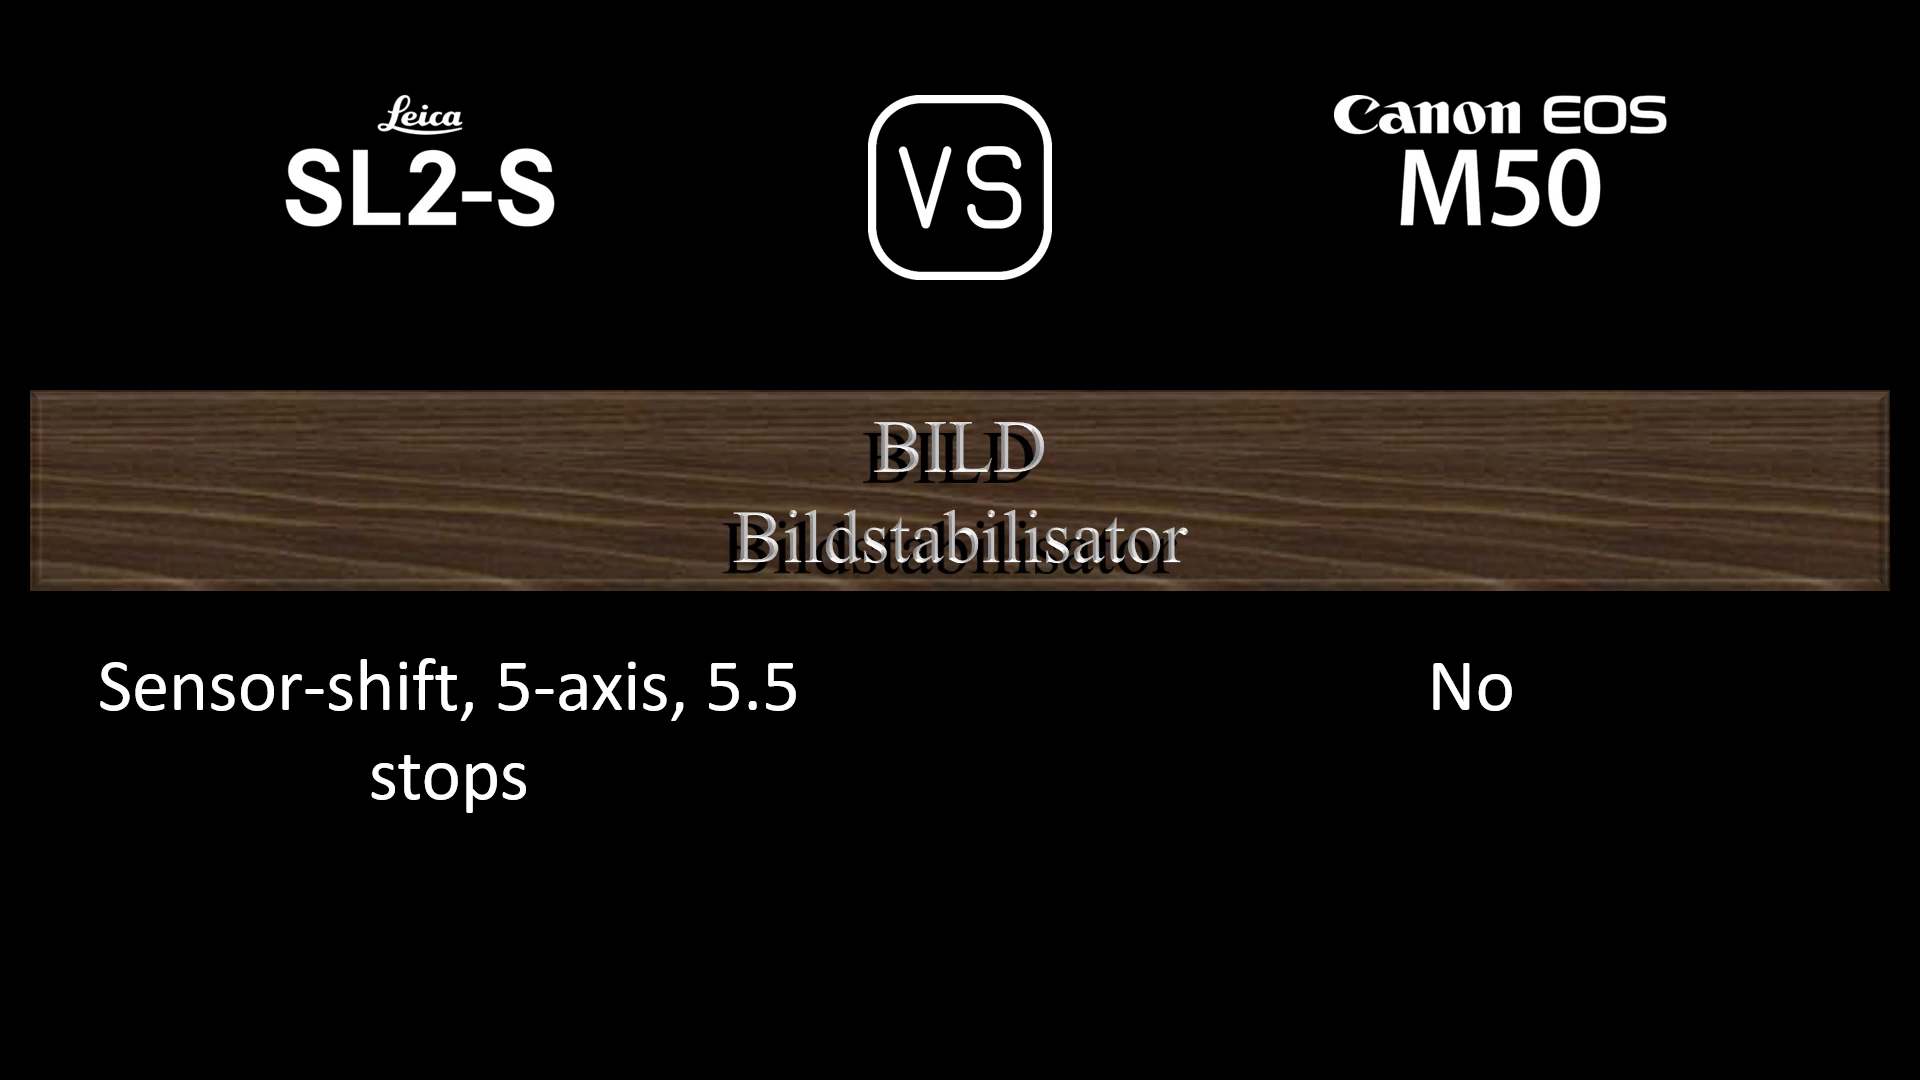 Leica
SL2-S
VS
Canon EOS
M50
BILD
Bildstabilisator
Sensor-shift, 5-axis, 5.5
stops
No